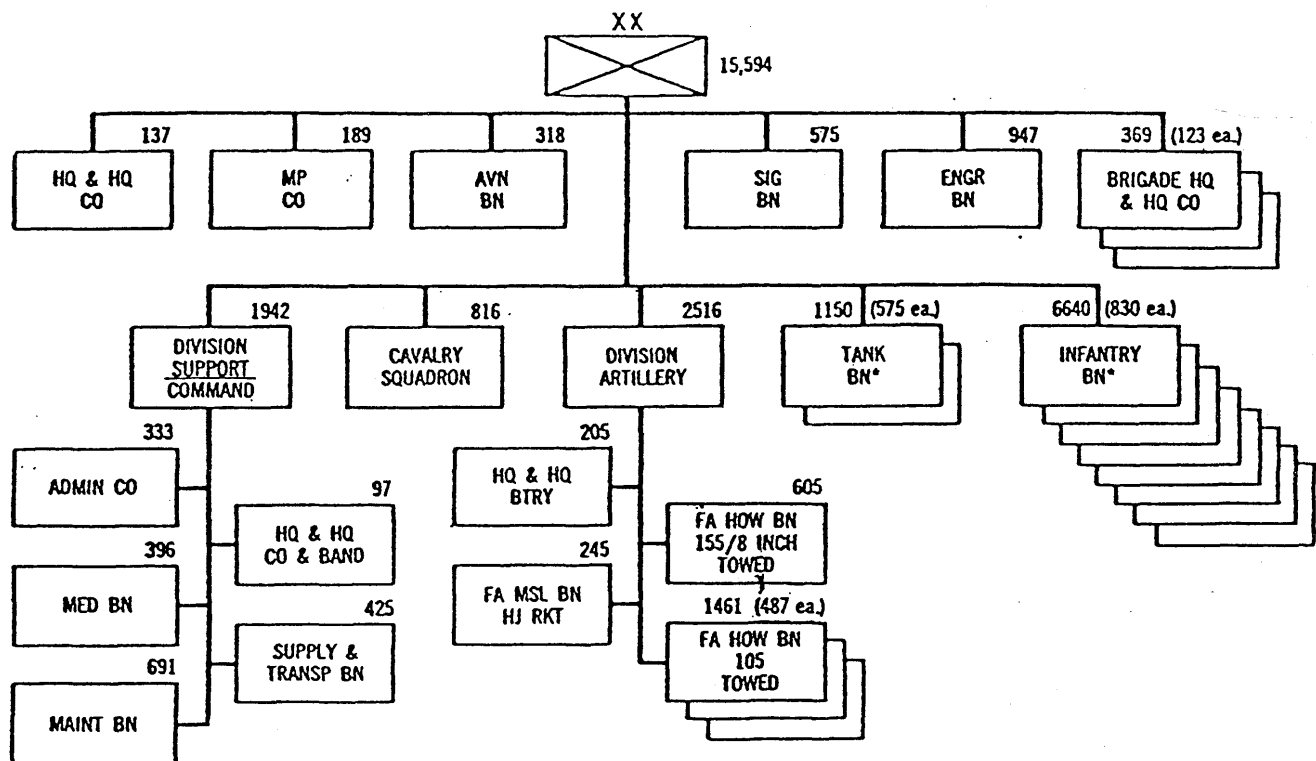 XX
15,594
137
189
318
575
947
369 (123 ea.)
HQ & HQ
CO
MP
CO
AVN
BN
SIG
BN
ENGR
BN
BRIGADE HQ
& HQ CO
1942
816
2516
1150 (575 ea.)
6640 (830 ea.)
DIVISION
SUPPORT
COMMAND
CAVALRY
SQUADRON
DIVISION
ARTILLERY
TANK
BN*
INFANTRY
BN*
333
ADMIN CO
97
HQ & HQ
CO & BAND
396
MED BN
425
SUPPLY &
TRANSP BN
691
MAINT BN
205
HQ & HQ
BTRY
605
FA HOW BN
155/8 INCH
TOWED
245
FA MSL BN
HJ RKT
1461 (487 ea.)
FA HOW BN
105
TOWED